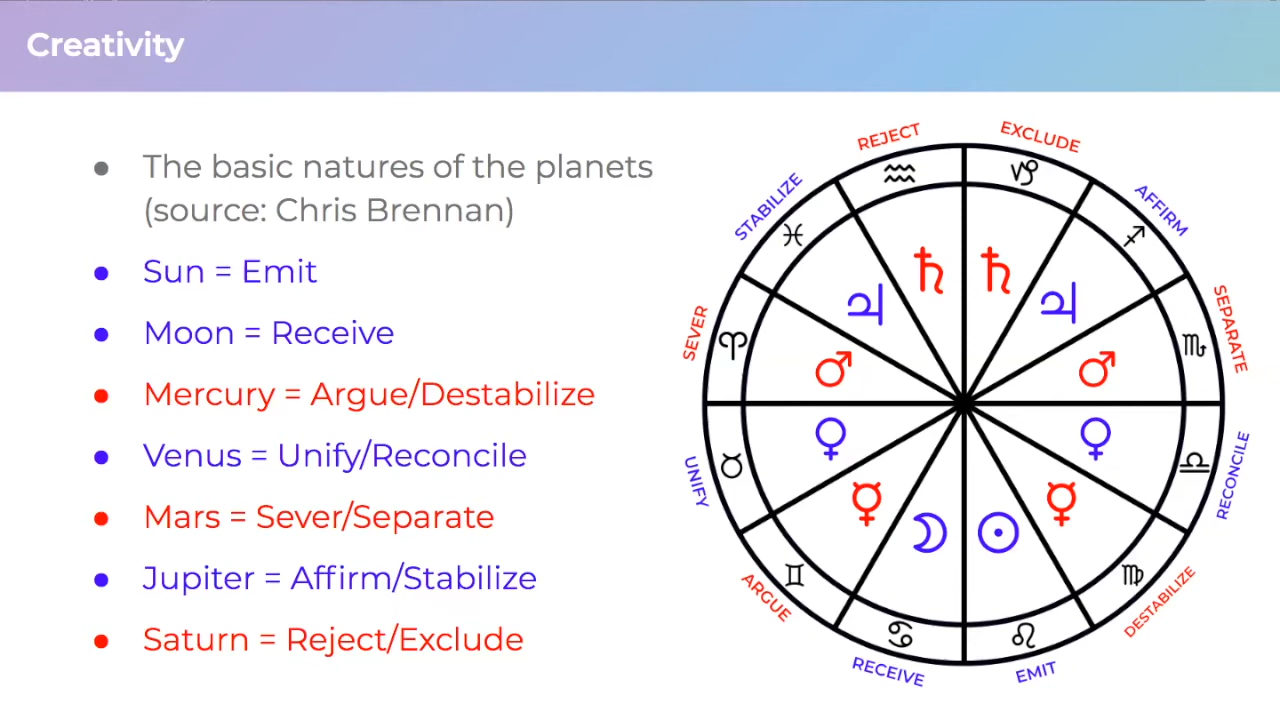 Creativity
● The basic natures of the planets
(source: Chris Brennan)
● Sun = Emit
● Moon = Receive
● Mercury = Argue/Destabilize
● Venus = Unify/Reconcile
● Mars = Sever/Separate
● Jupiter = Affirm/Stabilize
● Saturn = Reject/Exclude
REJECT
EXCLUDE
STABILIZE
AFFIRM
SEVER
SEPARATE
UNIFY
RECONCILE
ARGUE
DESTABILIZE
RECEIVE
EMIT
♒ ♑
♓ ♐
♄ ♄
♃ ♃
♈ ♏
♂ ♂
♀ ♀
♉ ♎
☿ ☿
☽ ☉
♊ ♍
♋ ♌